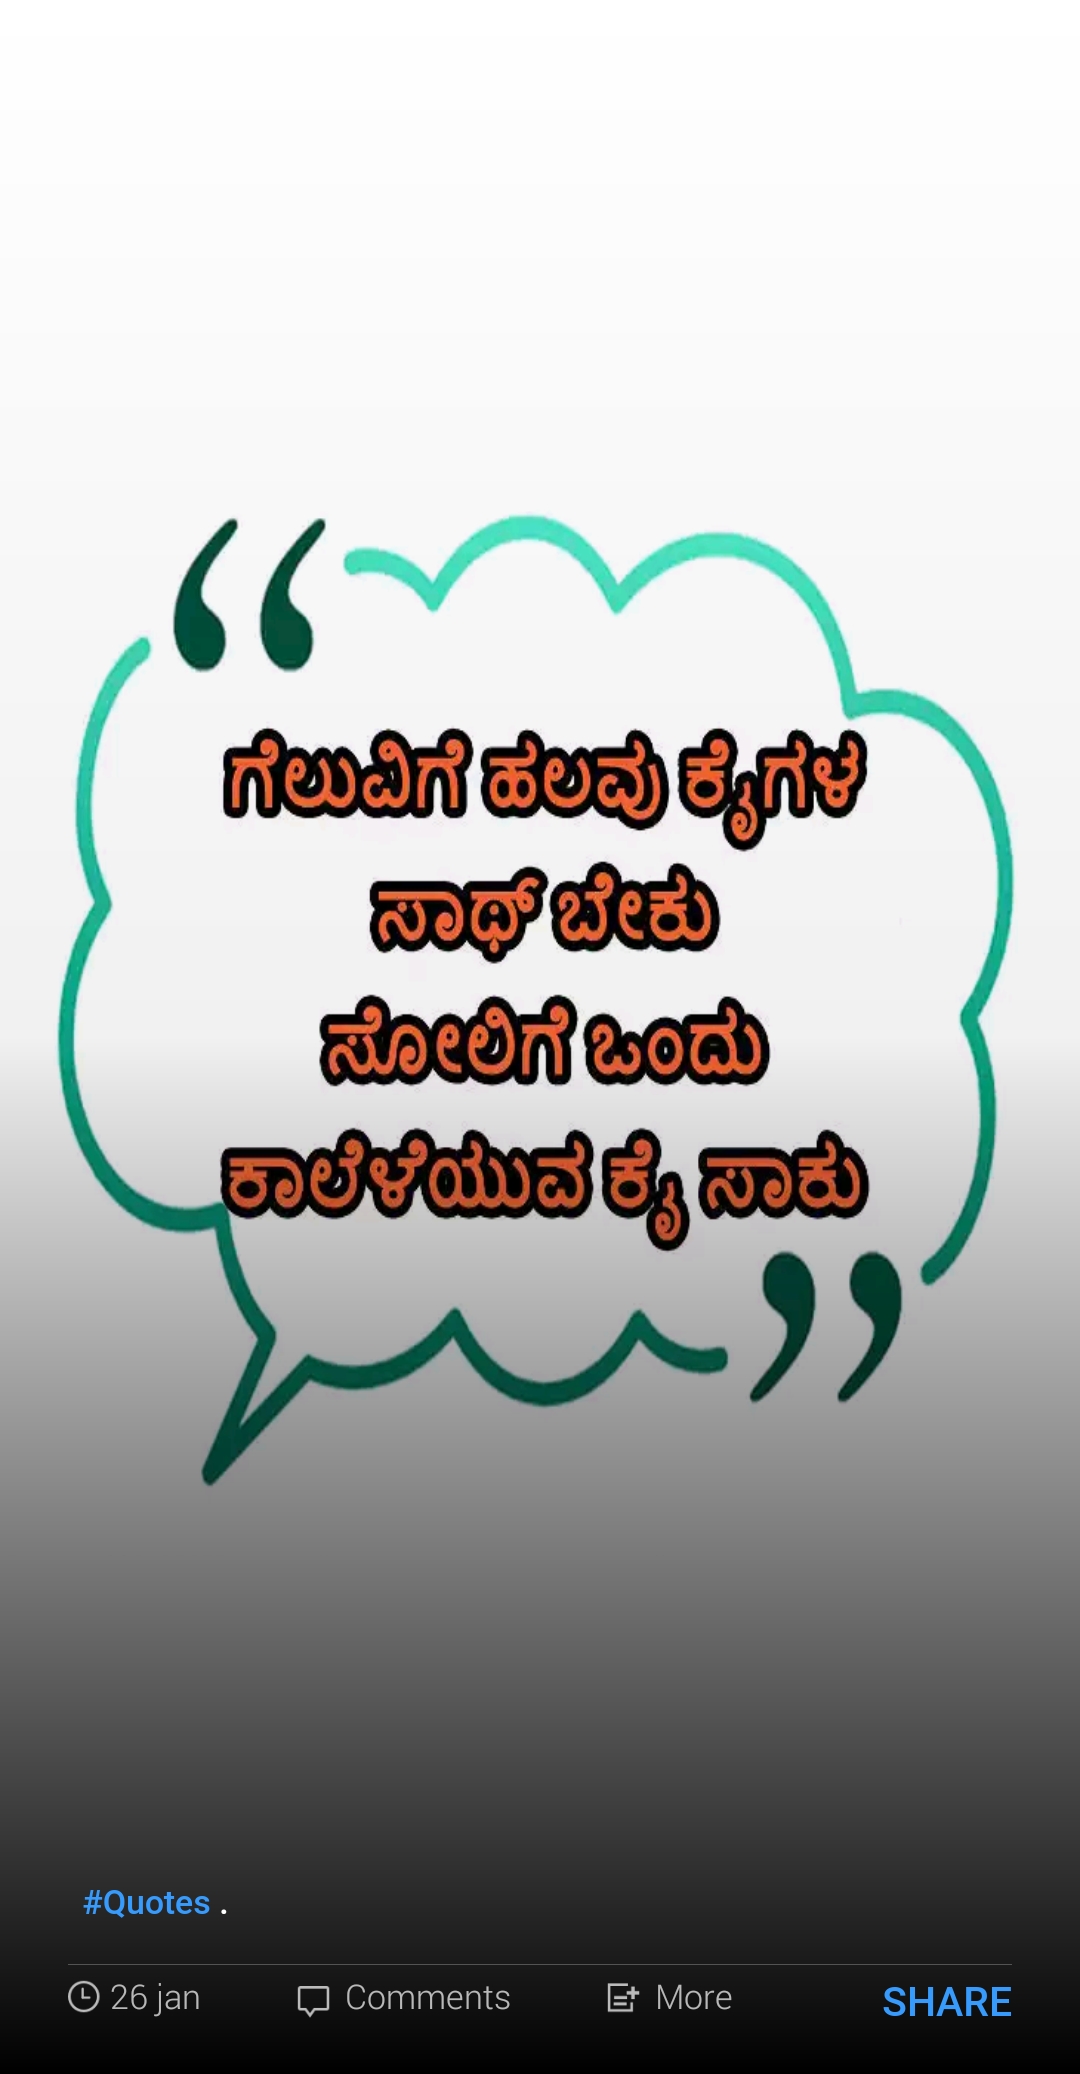 “
ಗೆಲುವಿಗೆ ಹಲವು ಕೈಗಳ
ಸಾಥ್ ಬೇಕು
ಸೋಲಿಗೆ ಒಂದು
ಕಾಲೆಳೆಯುವ ಕೈ ಸಾಕು
”
#Quotes .
26 jan Comments More SHARE